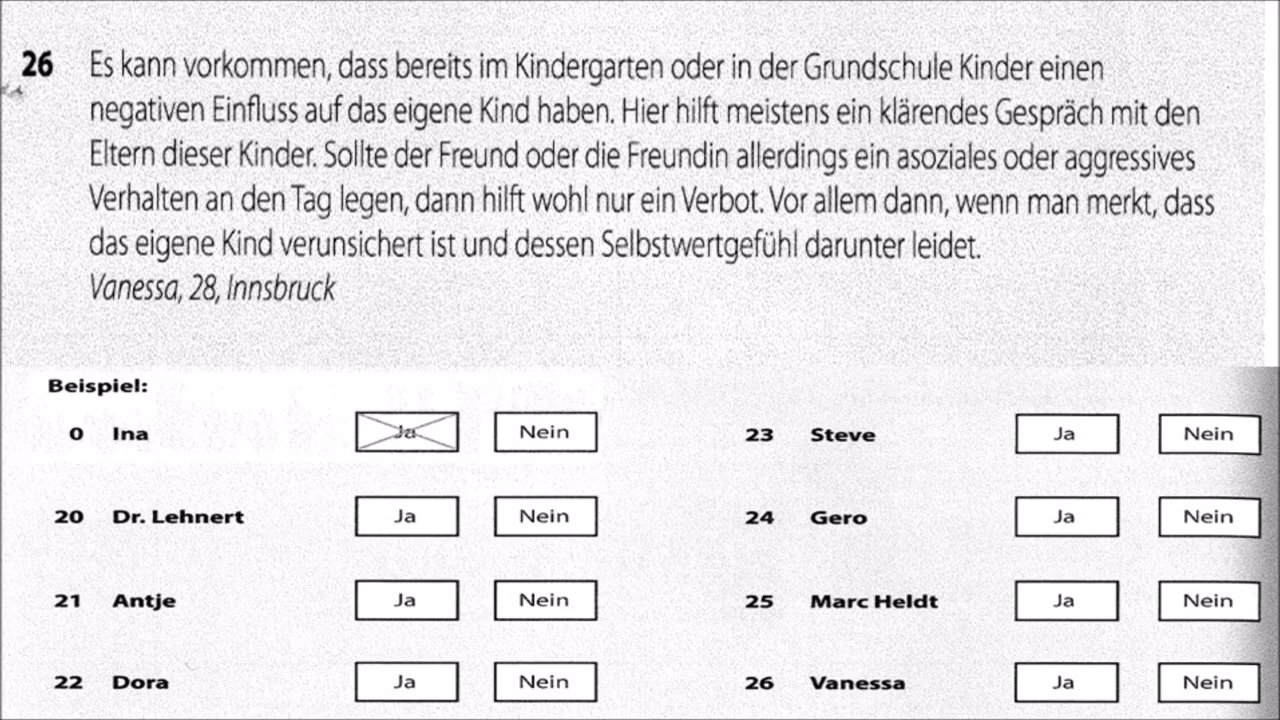 26 Es kann vorkommen, dass bereits im Kindergarten oder in der Grundschule Kinder einen
negativen Einfluss auf das eigene Kind haben. Hier hilft meistens ein klärendes Gespräch mit den
Eltern dieser Kinder. Sollte der Freund oder die Freundin allerdings ein asoziales oder aggressives
Verhalten an den Tag legen, dann hilft wohl nur ein Verbot. Vor allem dann, wenn man merkt, dass
das eigene Kind verunsichert ist und dessen Selbstwertgefühl darunter leidet.
Vanessa, 28, Innsbruck
Beispiel:
0 Ina Ja Nein
20 Dr. Lehnert Ja Nein
21 Antje Ja Nein
22 Dora Ja Nein
23 Steve Ja Nein
24 Gero Ja Nein
25 Marc Heldt Ja Nein
26 Vanessa Ja Nein